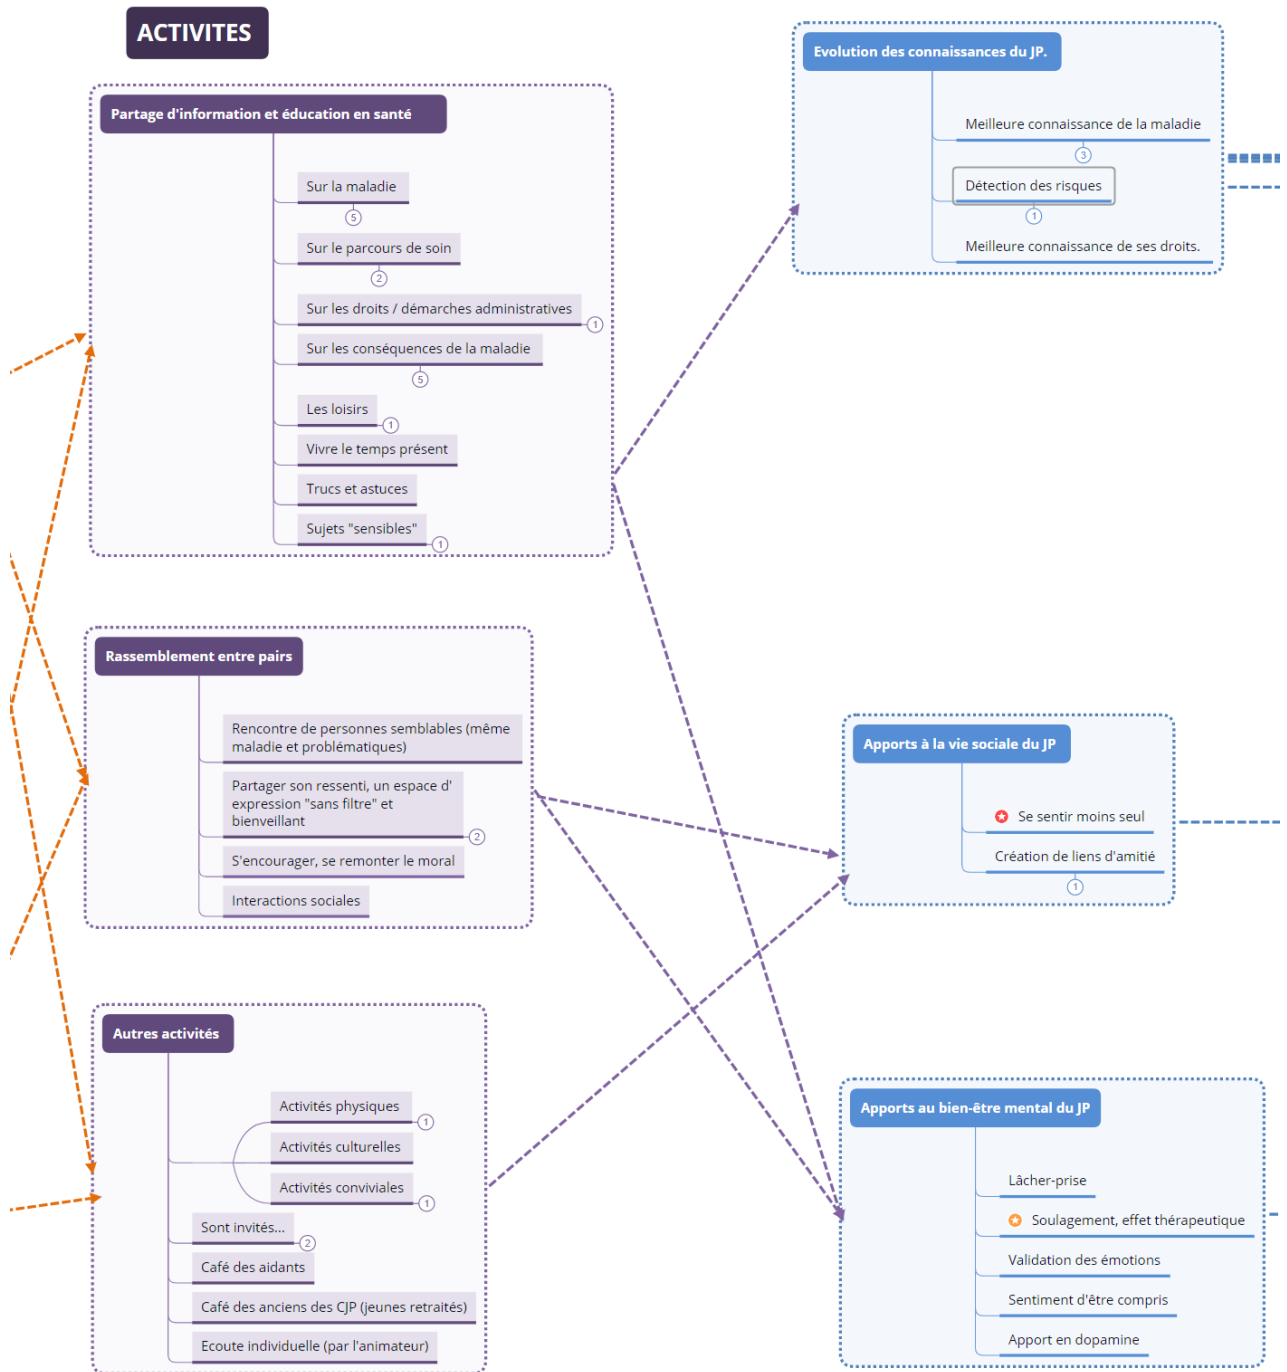 ACTIVITES
Partage d'information et éducation en santé
Sur la maladie
5
Sur le parcours de soin
2
Sur les droits / démarches administratives
1
Sur les conséquences de la maladie
5
Les loisirs
1
Vivre le temps présent
Trucs et astuces
Sujets "sensibles"
1
Rassemblement entre pairs
Rencontre de personnes semblables (même
maladie et problématiques)
Partager son ressenti, un espace d'
expression "sans filtre" et
bienveillant
2
S'encourager, se remonter le moral
Interactions sociales
Autres activités
Activités physiques
1
Activités culturelles
Activités conviviales
1
Sont invités...
2
Café des aidants
Café des anciens des CJP (jeunes retraités)
Ecoute individuelle (par l'animateur)
Evolution des connaissances du JP.
Meilleure connaissance de la maladie
3
Détection des risques
1
Meilleure connaissance de ses droits.
Apports à la vie sociale du JP
Se sentir moins seul
Création de liens d'amitié
1
Apports au bien-être mental du JP
Lâcher-prise
Soulagement, effet thérapeutique
Validation des émotions
Sentiment d'être compris
Apport en dopamine